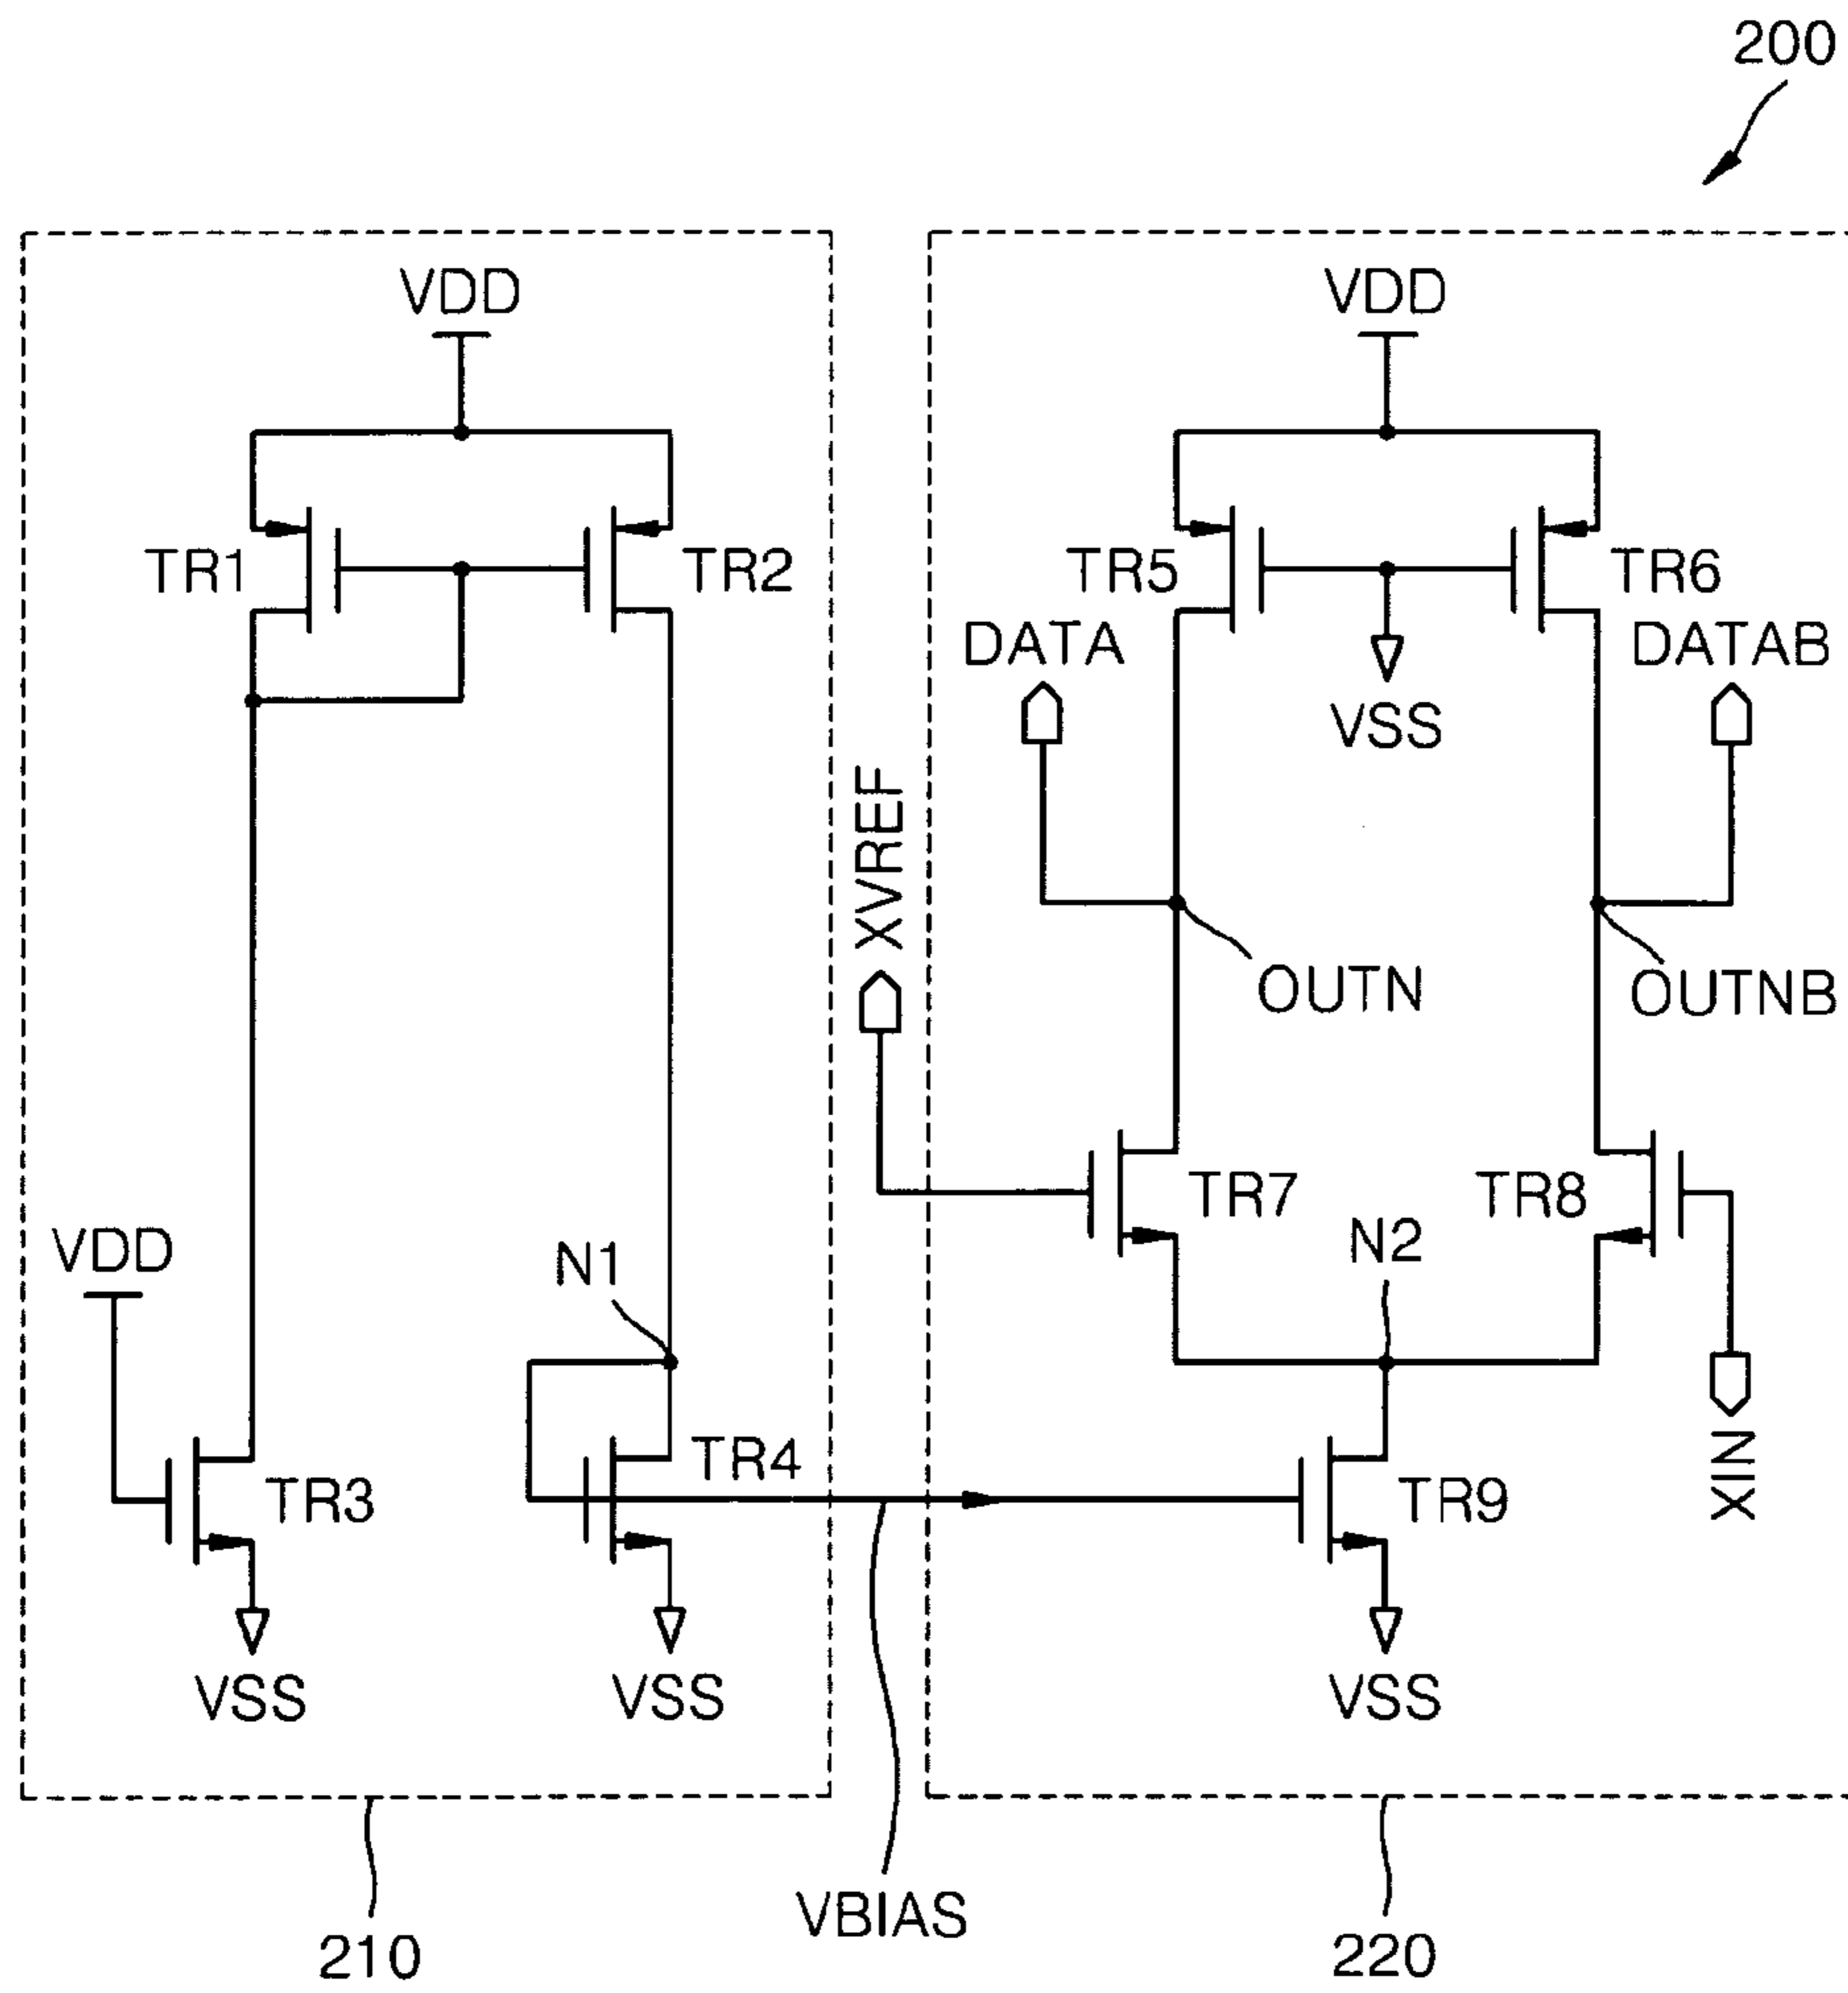 200
VDD
VDD
TR1
TR2
TR5
TR6
DATA
DATAB
VSS
XVREF
OUTN
OUTNB
TR7
TR8
VDD
N1
N2
TR3
TR4
TR9
XIN
VSS
VSS
VSS
VBIAS
210
220